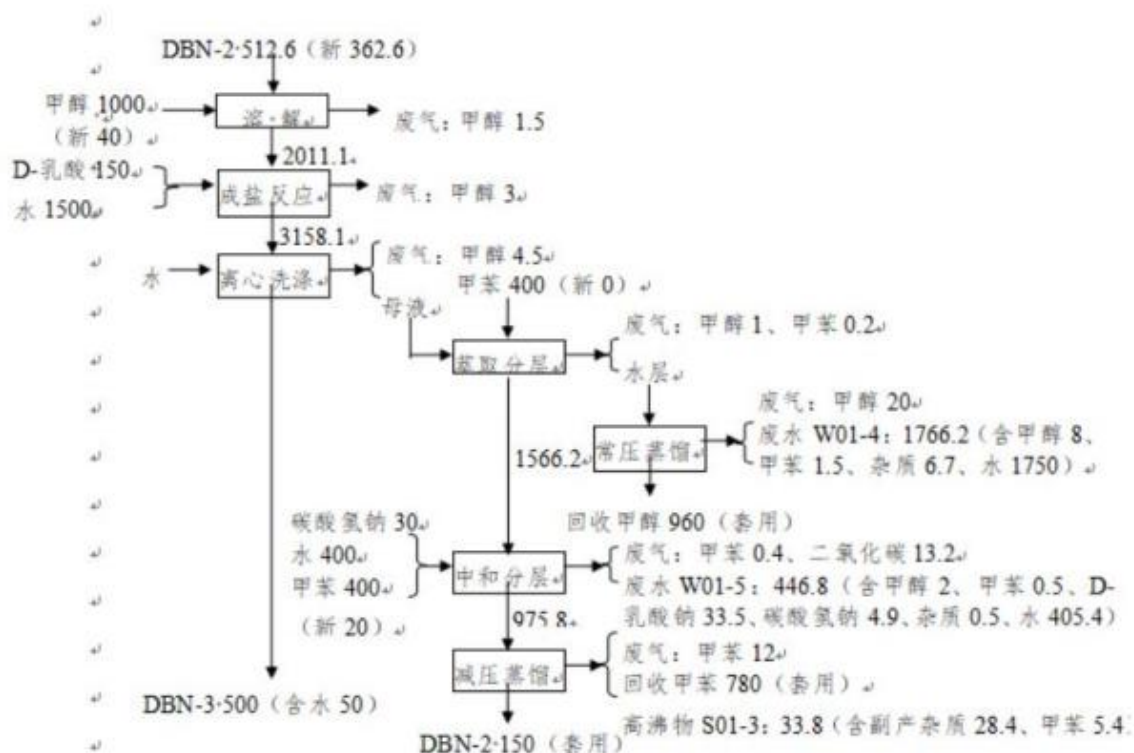 DBN-2·512.6（新 362.6）
甲醇 1000
（新 40）
溶·解
废气：甲醇 1.5
2011.1
D-乳酸·150
水 1500
成盐反应
废气：甲醇 3
3158.1
水
离心洗涤
废气：甲醇 4.5
母液
甲苯 400（新 0）
萃取分层
废气：甲醇 1、甲苯 0.2
水层
常压蒸馏
废气：甲醇 20
废水 W01-4：1766.2（含甲醇 8、
甲苯 1.5、杂质 6.7、水 1750）
回收甲醇 960（套用）
1566.2
碳酸氢钠 30
水 400
甲苯 400
（新 20）
中和分层
废气：甲苯 0.4、二氧化碳 13.2
废水 W01-5：446.8（含甲醇 2、甲苯 0.5、D-
乳酸钠 33.5、碳酸氢钠 4.9、杂质 0.5、水 405.4）
975.8
减压蒸馏
废气：甲苯 12
回收甲苯 780（套用）
高沸物 S01-3：33.8（含副产杂质 28.4、甲苯 5.4
DBN-3·500（含水 50）
DBN-2·150（套用）